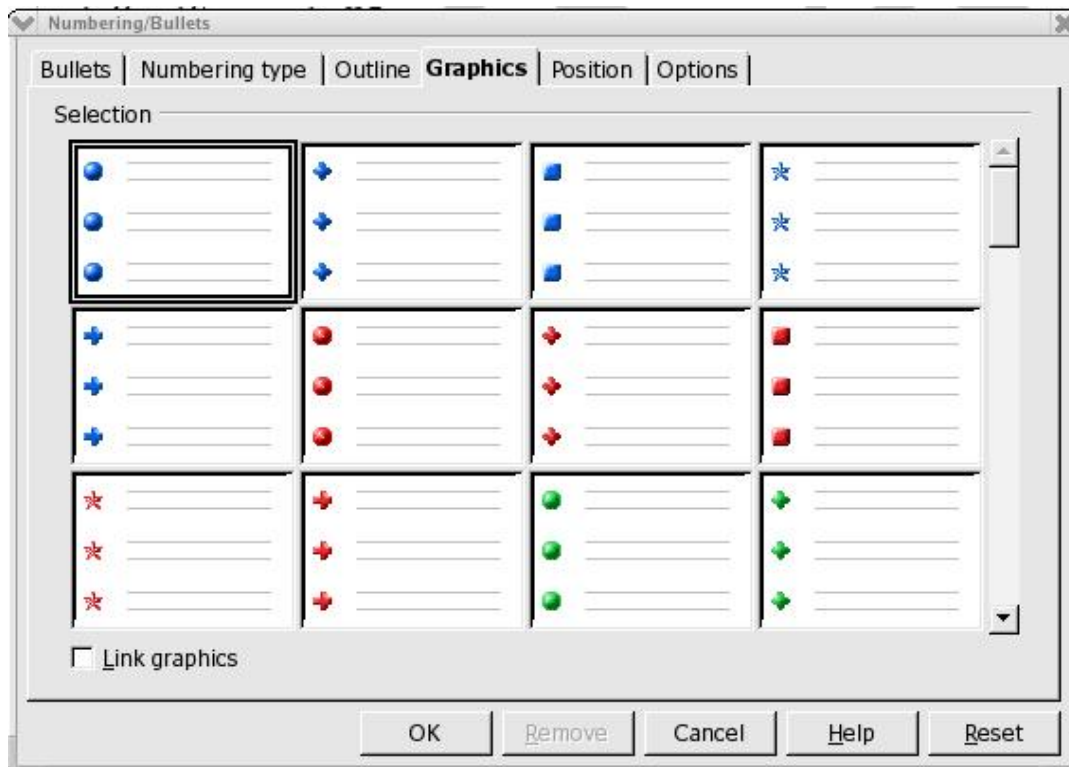 Numbering/Bullets
Bullets Numbering type Outline Graphics Position Options
Selection
Link graphics
OK Remove Cancel Help Reset